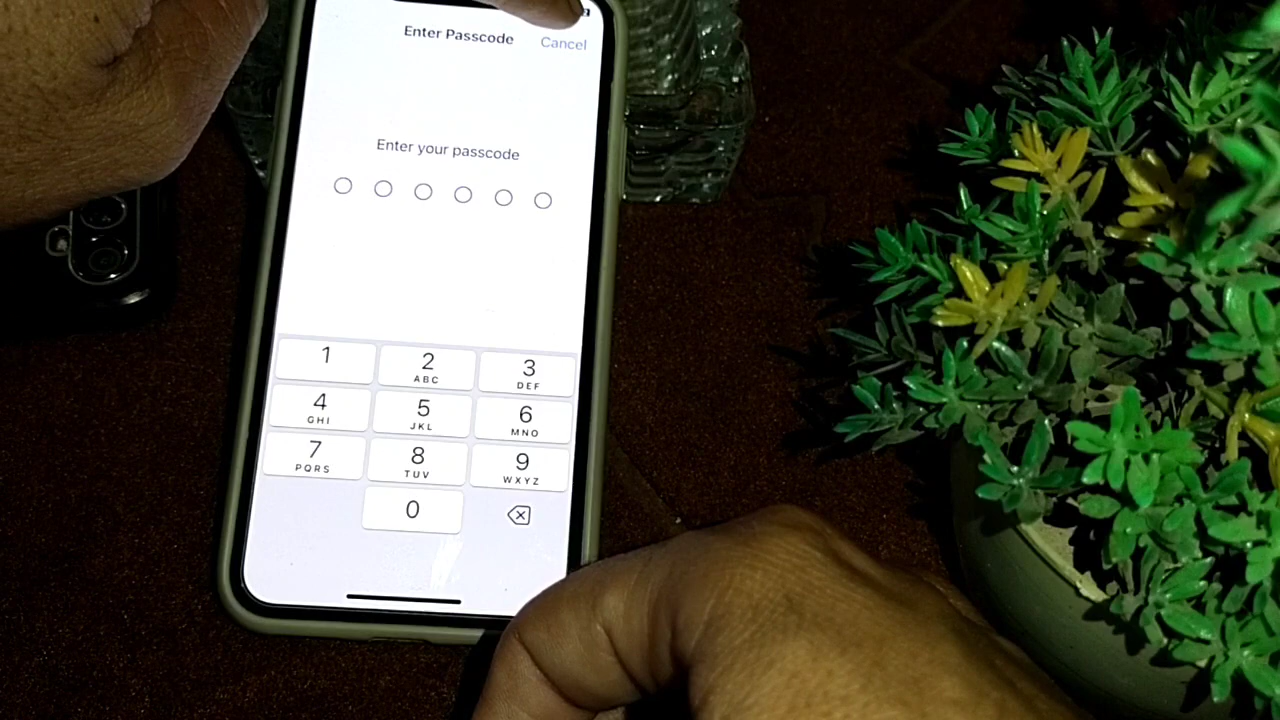 Enter Passcode Cancel
Enter your passcode
1 2 3
ABC DEF
4 5 6
GHI JKL MNO
7 8 9
PQRS TUV WXYZ
0